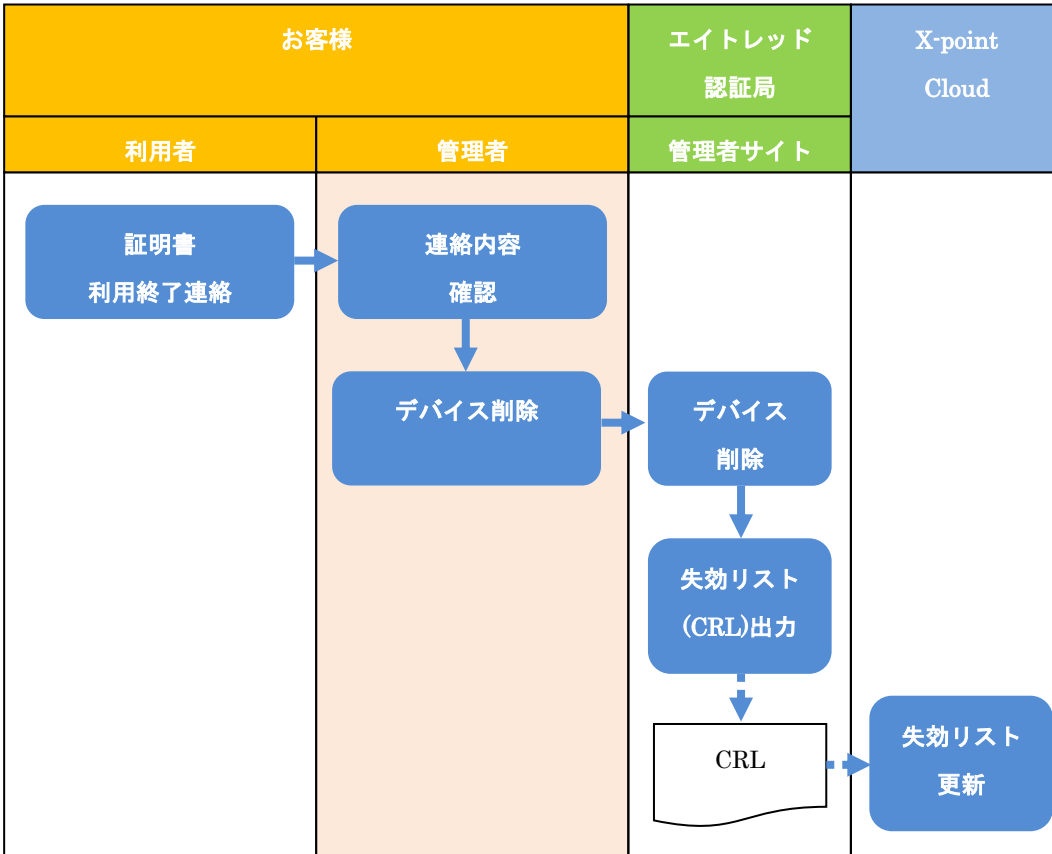 お客様
エイトレッド
認証局
X-point
Cloud
利用者
管理者
管理者サイト
証明書
利用終了連絡
連絡内容
確認
デバイス削除
デバイス
削除
失効リスト
(CRL)出力
CRL
失効リスト
更新